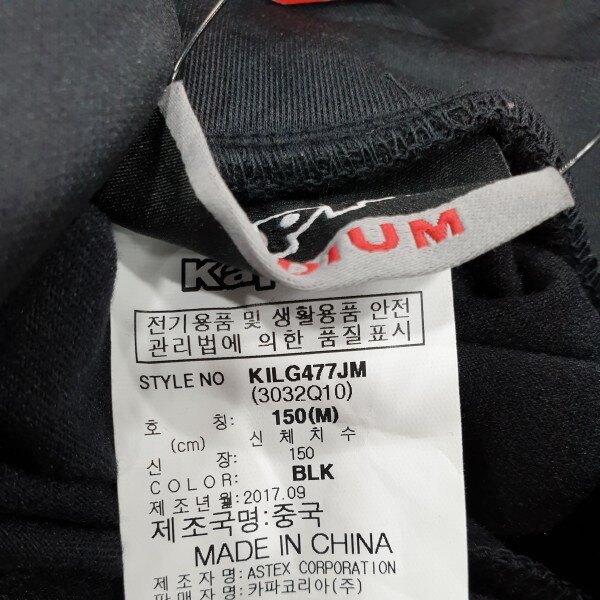 UM
Kap
전기용품 및 생활용품 안전
관리법에 의한 품질표시
STYLE NO KILG477JM
(3032Q10)
호 칭: 150(M)
(cm) 신 체 치 수
신 장: 150
COLOR: BLK
제 조 년 월:2017.09
제조국명:중국
MADE IN CHINA
제 조 자 명: ASTEX CORPORATION
판 매 자 명: 카파코리아(주)